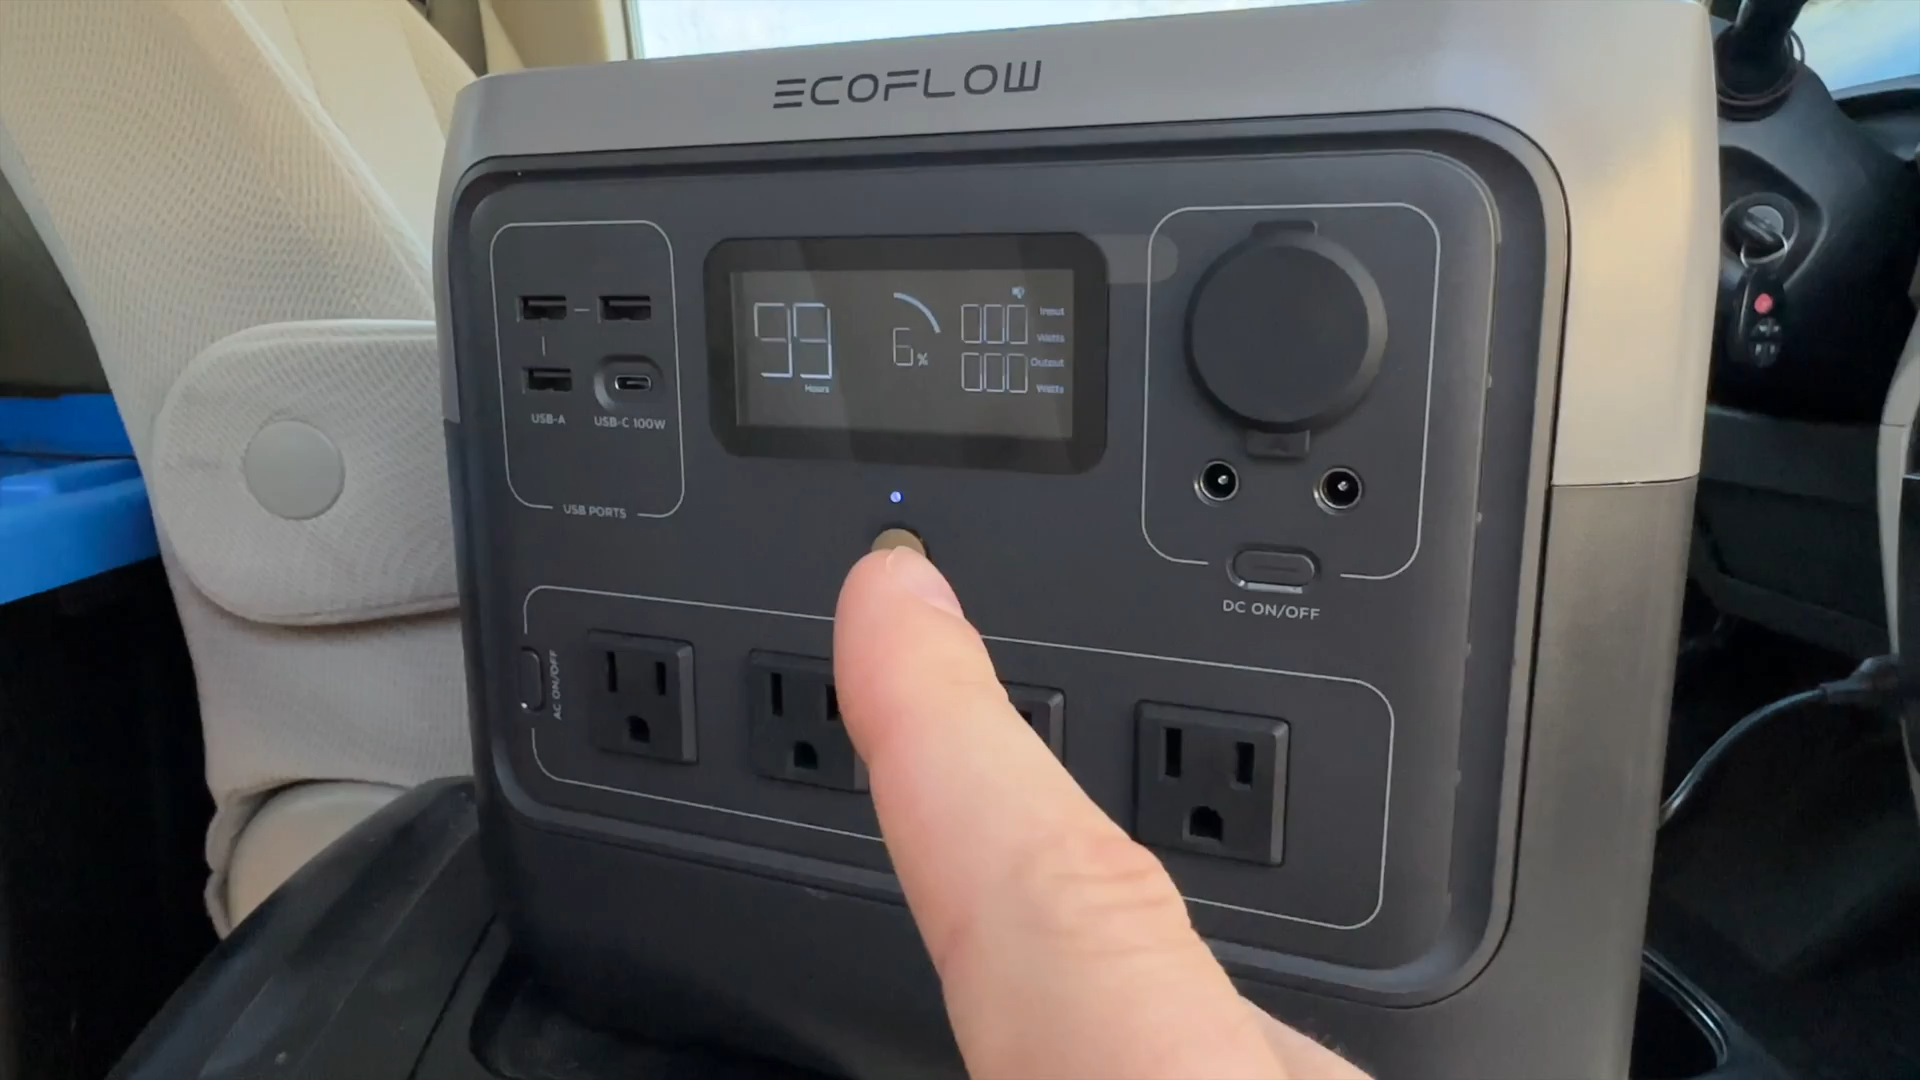 ECOFLOW
99
Hours
6%
000
Input
Watts
000
Output
Watts
USB-A
USB-C 100W
USB PORTS
DC ON/OFF
AC ON/OFF